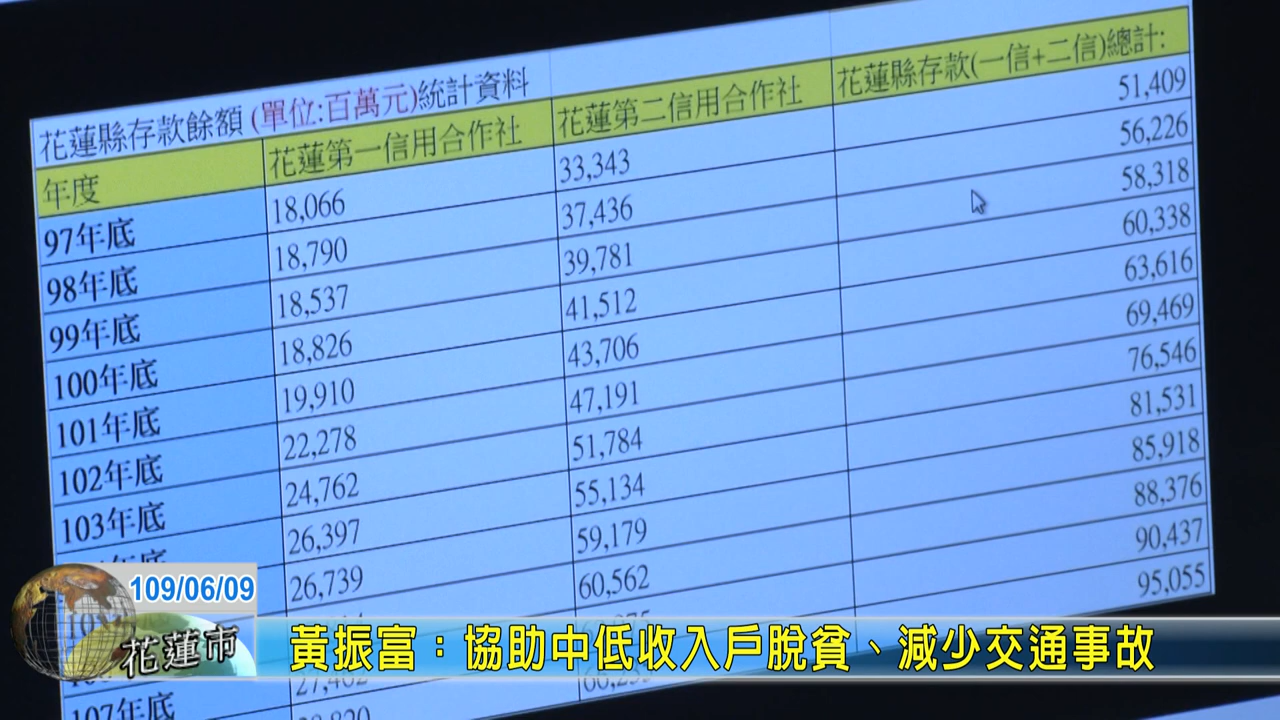 花蓮縣存款餘額 (單位:百萬元)統計資料
年度 花蓮第一信用合作社 花蓮第二信用合作社 花蓮縣存款(一信+二信)總計:
97年底 18,066 33,343 51,409
98年底 18,790 37,436 56,226
99年底 18,537 39,781 58,318
100年底 18,826 41,512 60,338
101年底 19,910 43,706 63,616
102年底 22,278 47,191 69,469
103年底 24,762 51,784 76,546
年底 26,397 55,134 81,531
26,739 59,179 85,918
60,562 88,376
90,437
107年底 95,055
109/06/09
花蓮市
黃振富：協助中低收入戶脫貧、減少交通事故